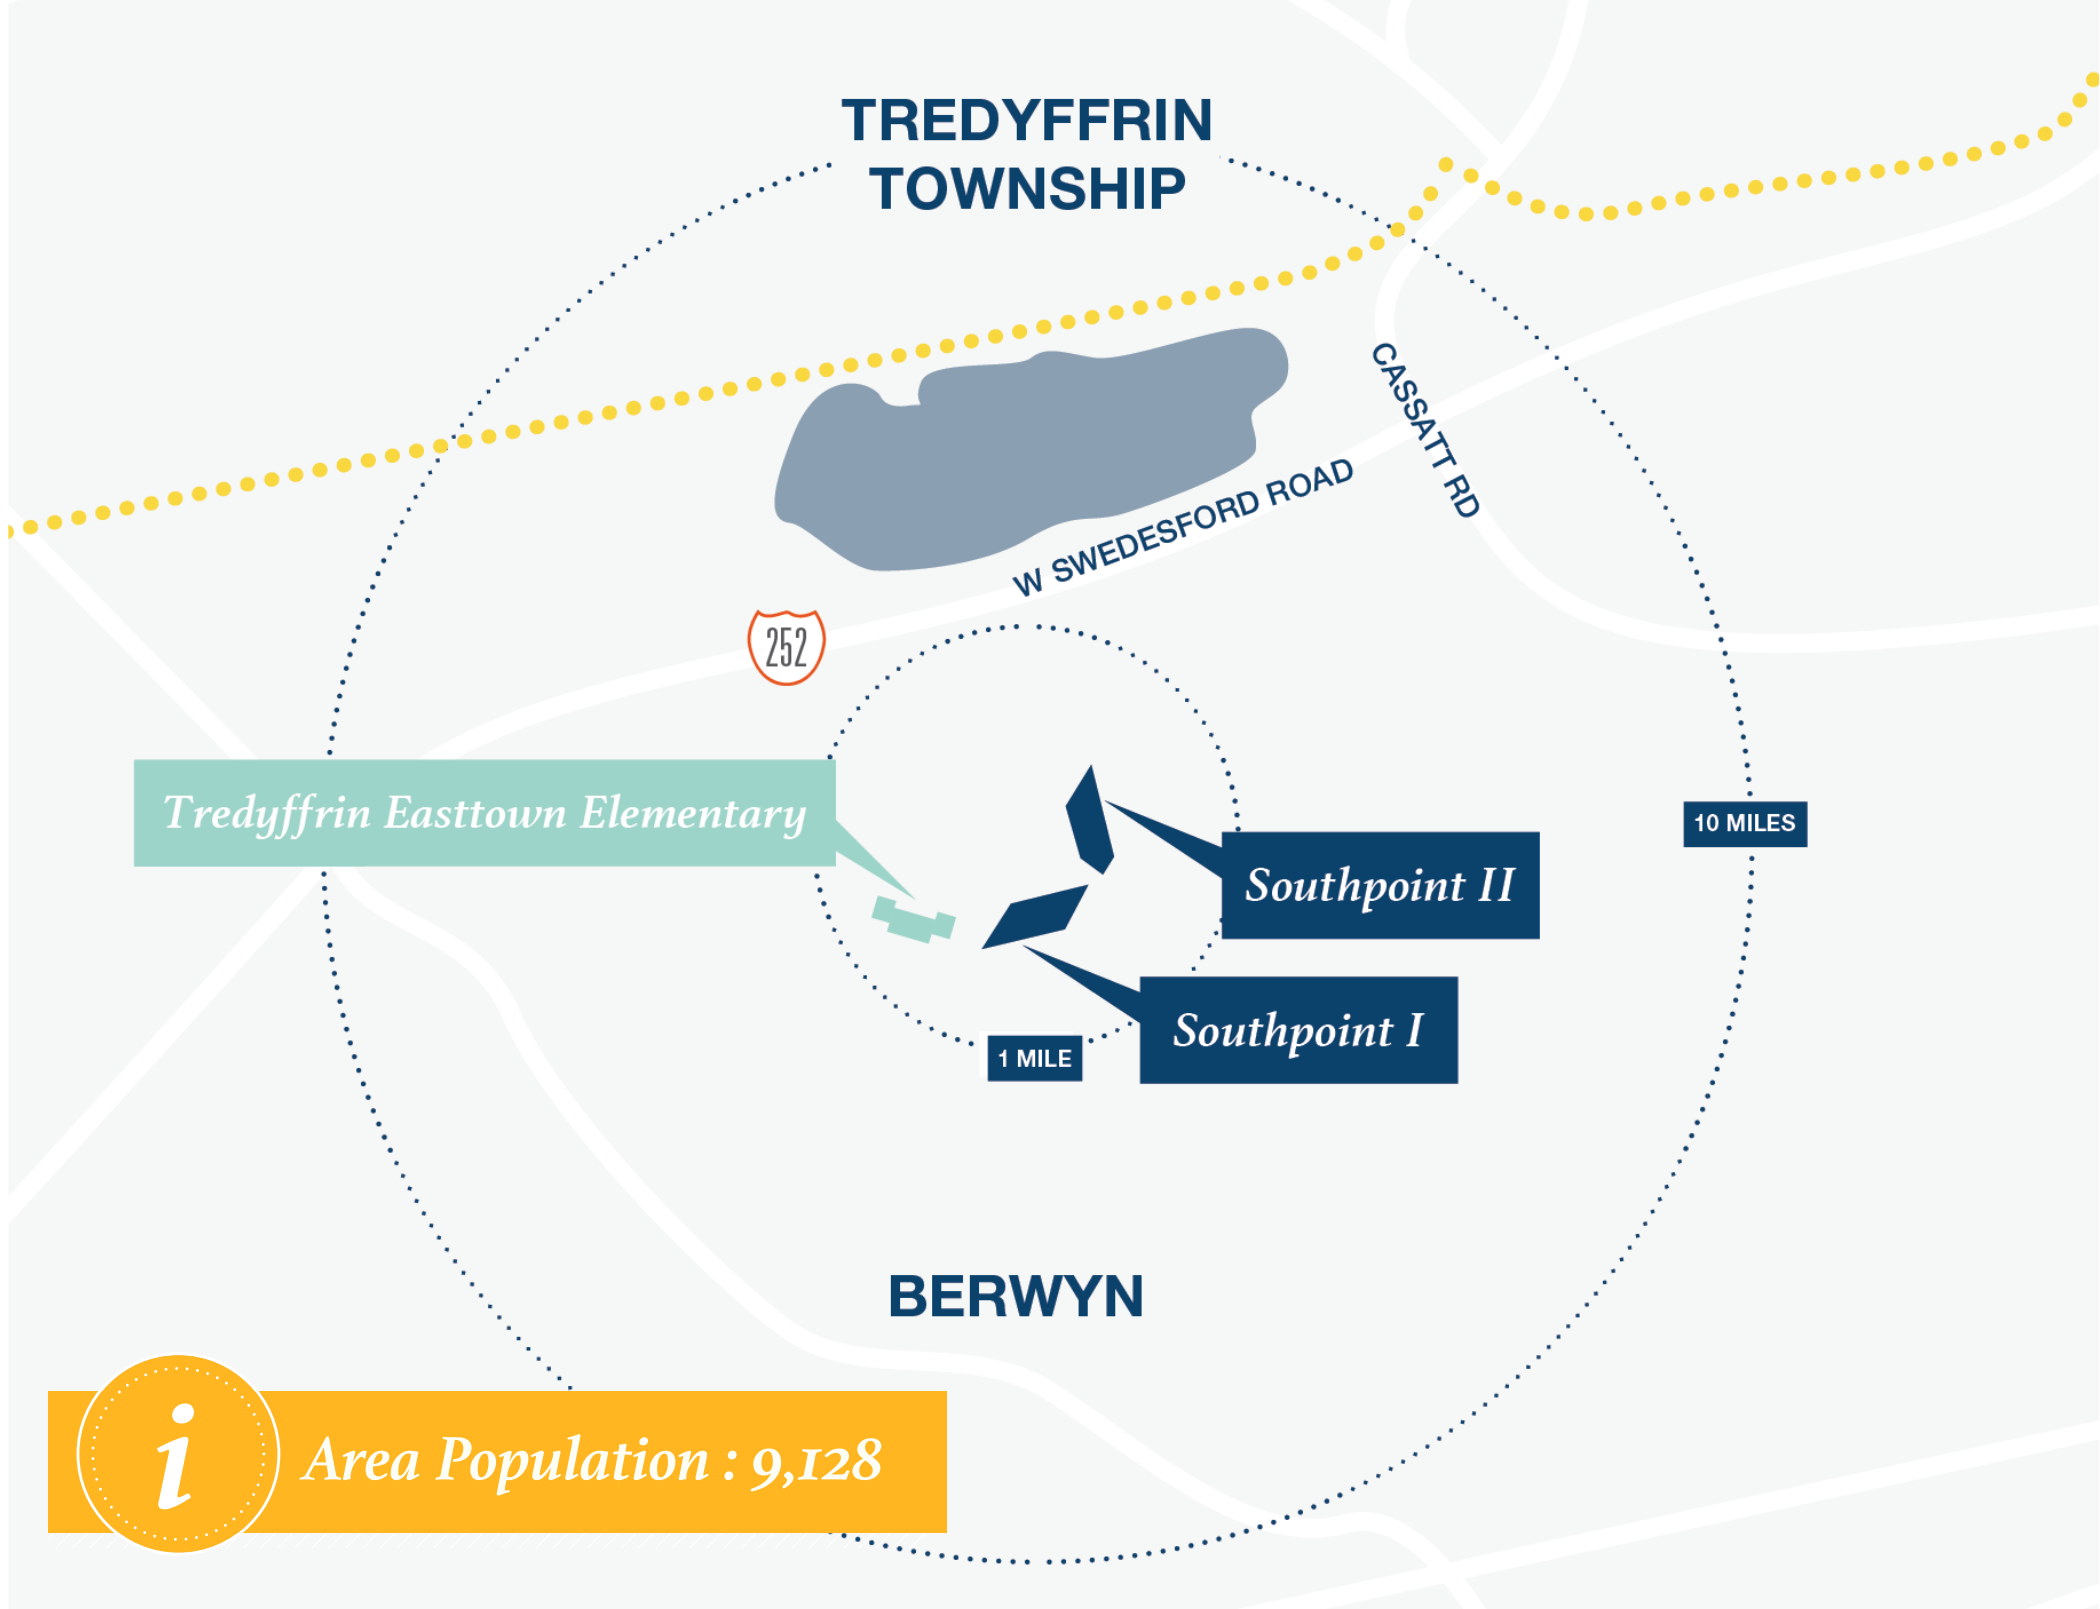 TREDYFFRIN
TOWNSHIP
CASSATT RD
W SWEDESFORD ROAD
252
Tredyffrin Easttown Elementary
10 MILES
Southpoint II
Southpoint I
1 MILE
BERWYN
i
Area Population : 9,128